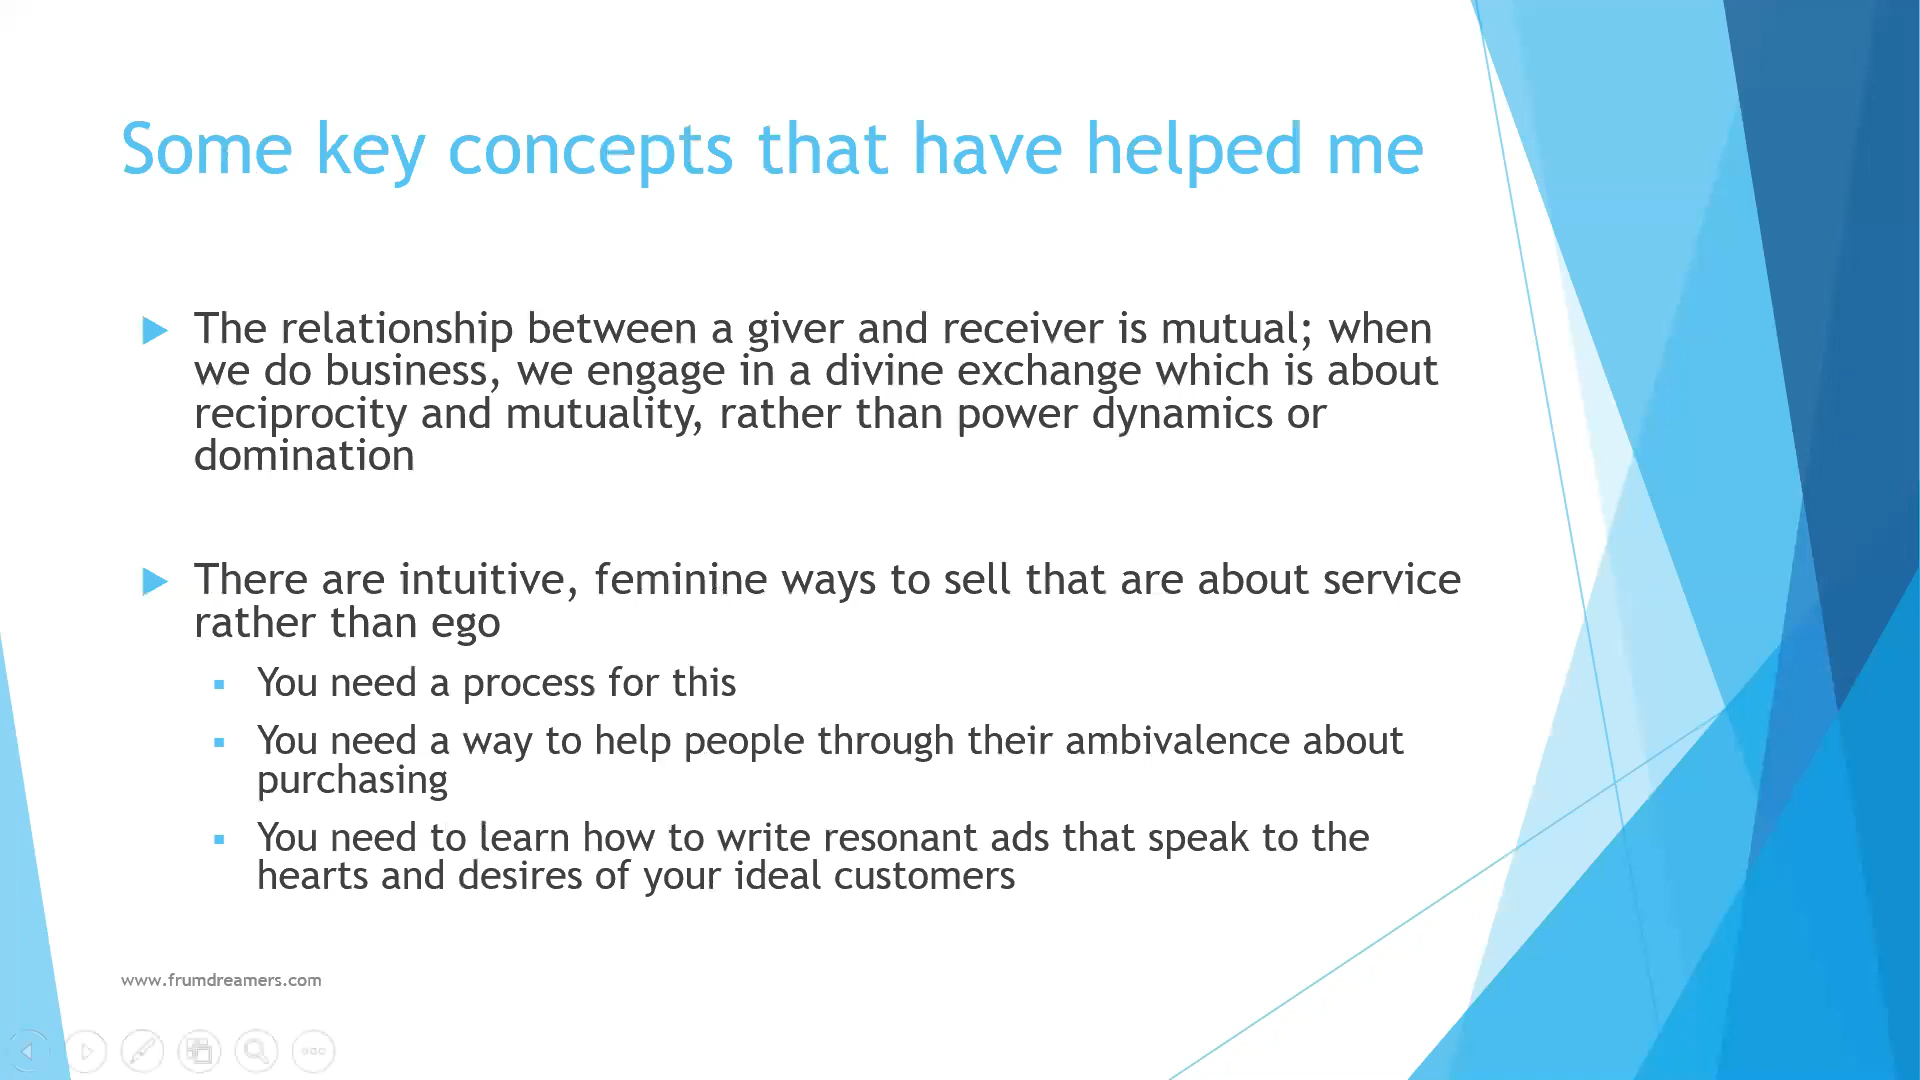 Some key concepts that have helped me
The relationship between a giver and receiver is mutual; when
we do business, we engage in a divine exchange which is about
reciprocity and mutuality, rather than power dynamics or
domination
There are intuitive, feminine ways to sell that are about service
rather than ego
You need a process for this
You need a way to help people through their ambivalence about
purchasing
You need to learn how to write resonant ads that speak to the
hearts and desires of your ideal customers
www.frumdreamers.com